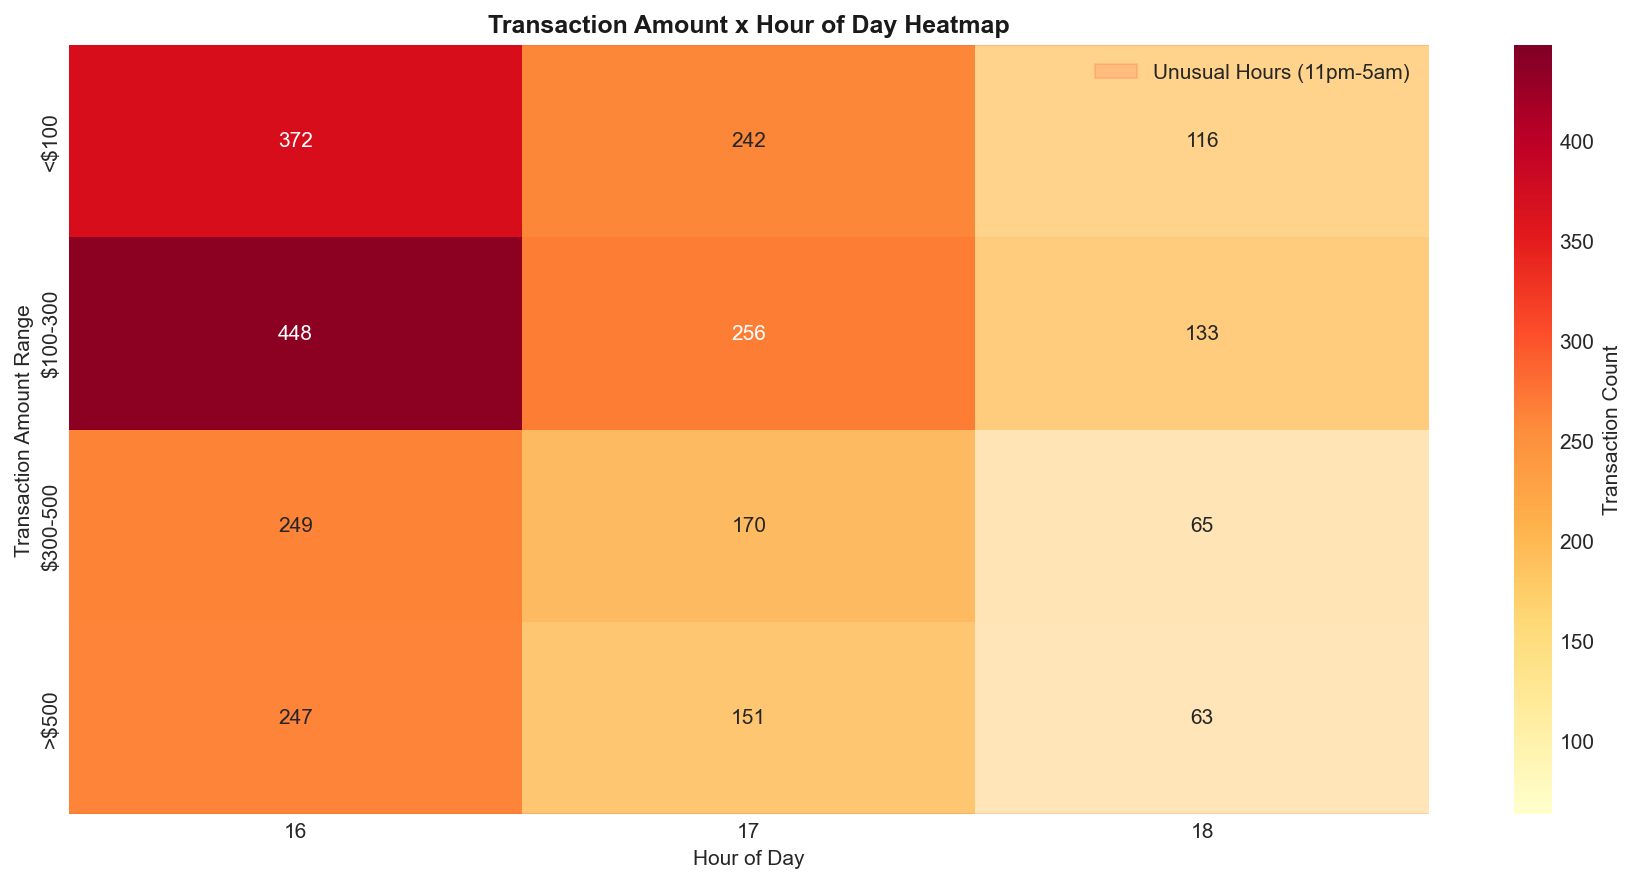 Transaction Amount x Hour of Day Heatmap
Unusual Hours (11pm-5am)
Transaction Amount Range
<$100
372 242 116
$100-300
448 256 133
$300-500
249 170 65
>$500
247 151 63
16 17 18
Hour of Day
400
350
300
250
200
150
100
Transaction Count